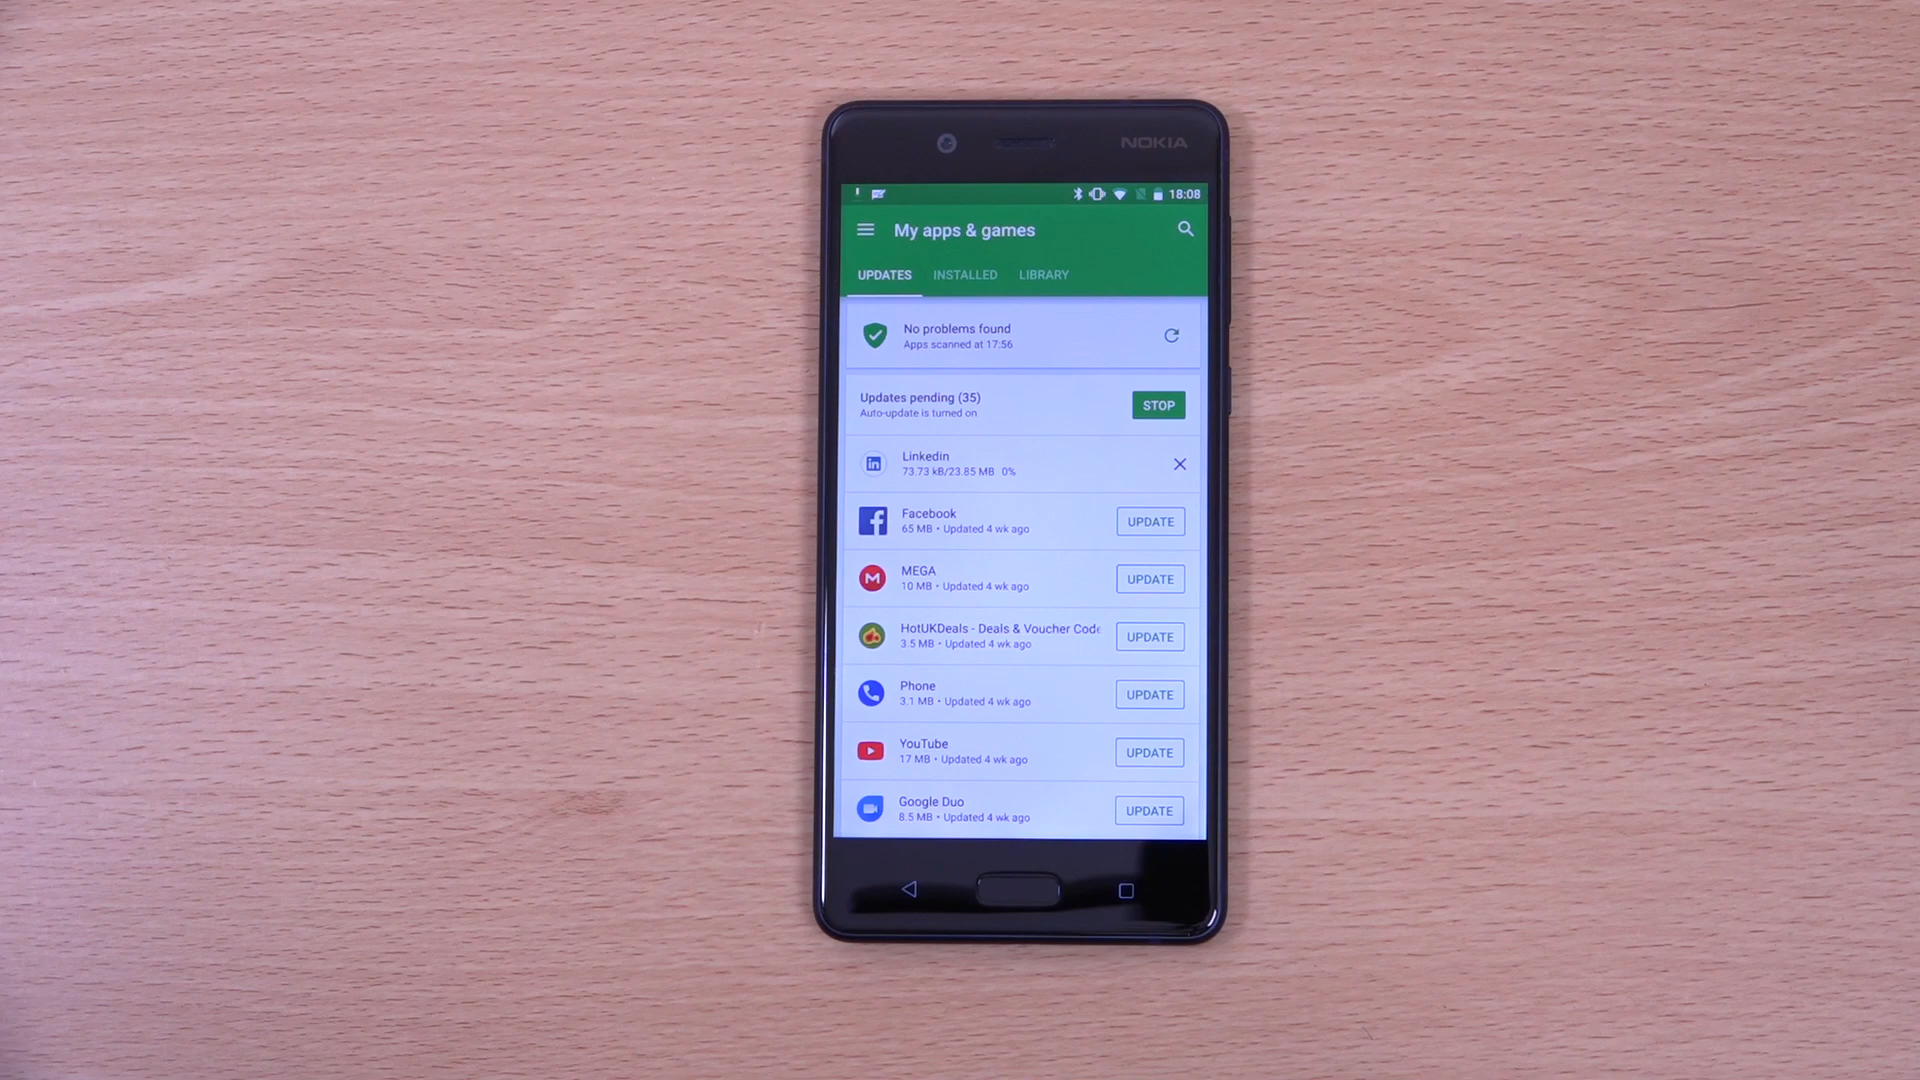 NOKIA
18:08
My apps & games
UPDATES INSTALLED LIBRARY
No problems found
Apps scanned at 17:56
Updates pending (35)
Auto-update is turned on
STOP
Linkedin
73.73 kB/23.85 MB 0%
Facebook
65 MB • Updated 4 wk ago
UPDATE
MEGA
10 MB • Updated 4 wk ago
UPDATE
HotUKDeals - Deals & Voucher Code
3.5 MB • Updated 4 wk ago
UPDATE
Phone
3.1 MB • Updated 4 wk ago
UPDATE
YouTube
17 MB • Updated 4 wk ago
UPDATE
Google Duo
8.5 MB • Updated 4 wk ago
UPDATE